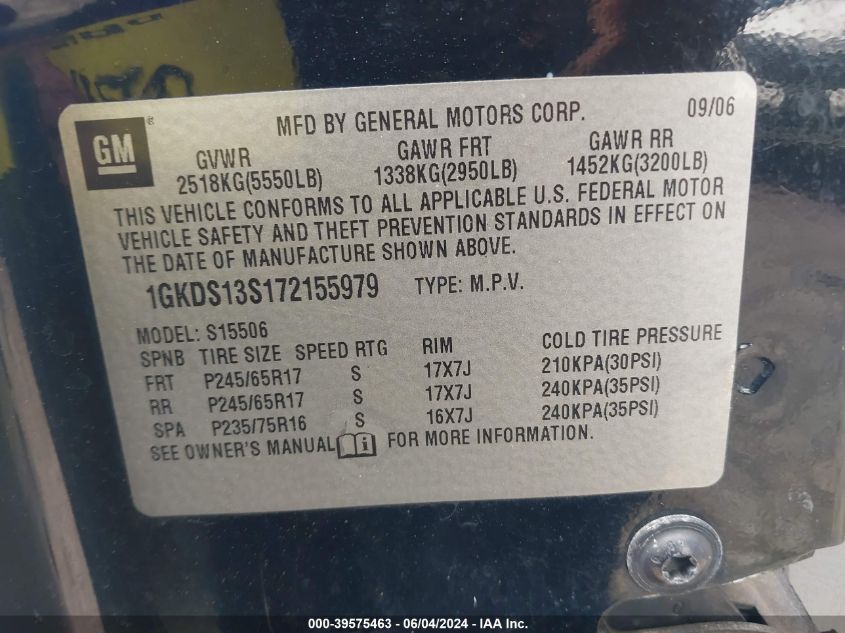 MFD BY GENERAL MOTORS CORP. 09/06
GM ®
GVWR GAWR FRT GAWR RR
2518KG(5550LB) 1338KG(2950LB) 1452KG(3200LB)
THIS VEHICLE CONFORMS TO ALL APPLICABLE U.S. FEDERAL MOTOR
VEHICLE SAFETY AND THEFT PREVENTION STANDARDS IN EFFECT ON
THE DATE OF MANUFACTURE SHOWN ABOVE.
1GKDS13S172155979 TYPE: M.P.V.
MODEL: S15506
SPNB TIRE SIZE SPEED RTG RIM COLD TIRE PRESSURE
FRT P245/65R17 S 17X7J 210KPA(30PSI)
RR P245/65R17 S 17X7J 240KPA(35PSI)
SPA P235/75R16 S 16X7J 240KPA(35PSI)
SEE OWNER'S MANUAL FOR MORE INFORMATION.
000-39575463 - 06/04/2024 - IAA Inc.